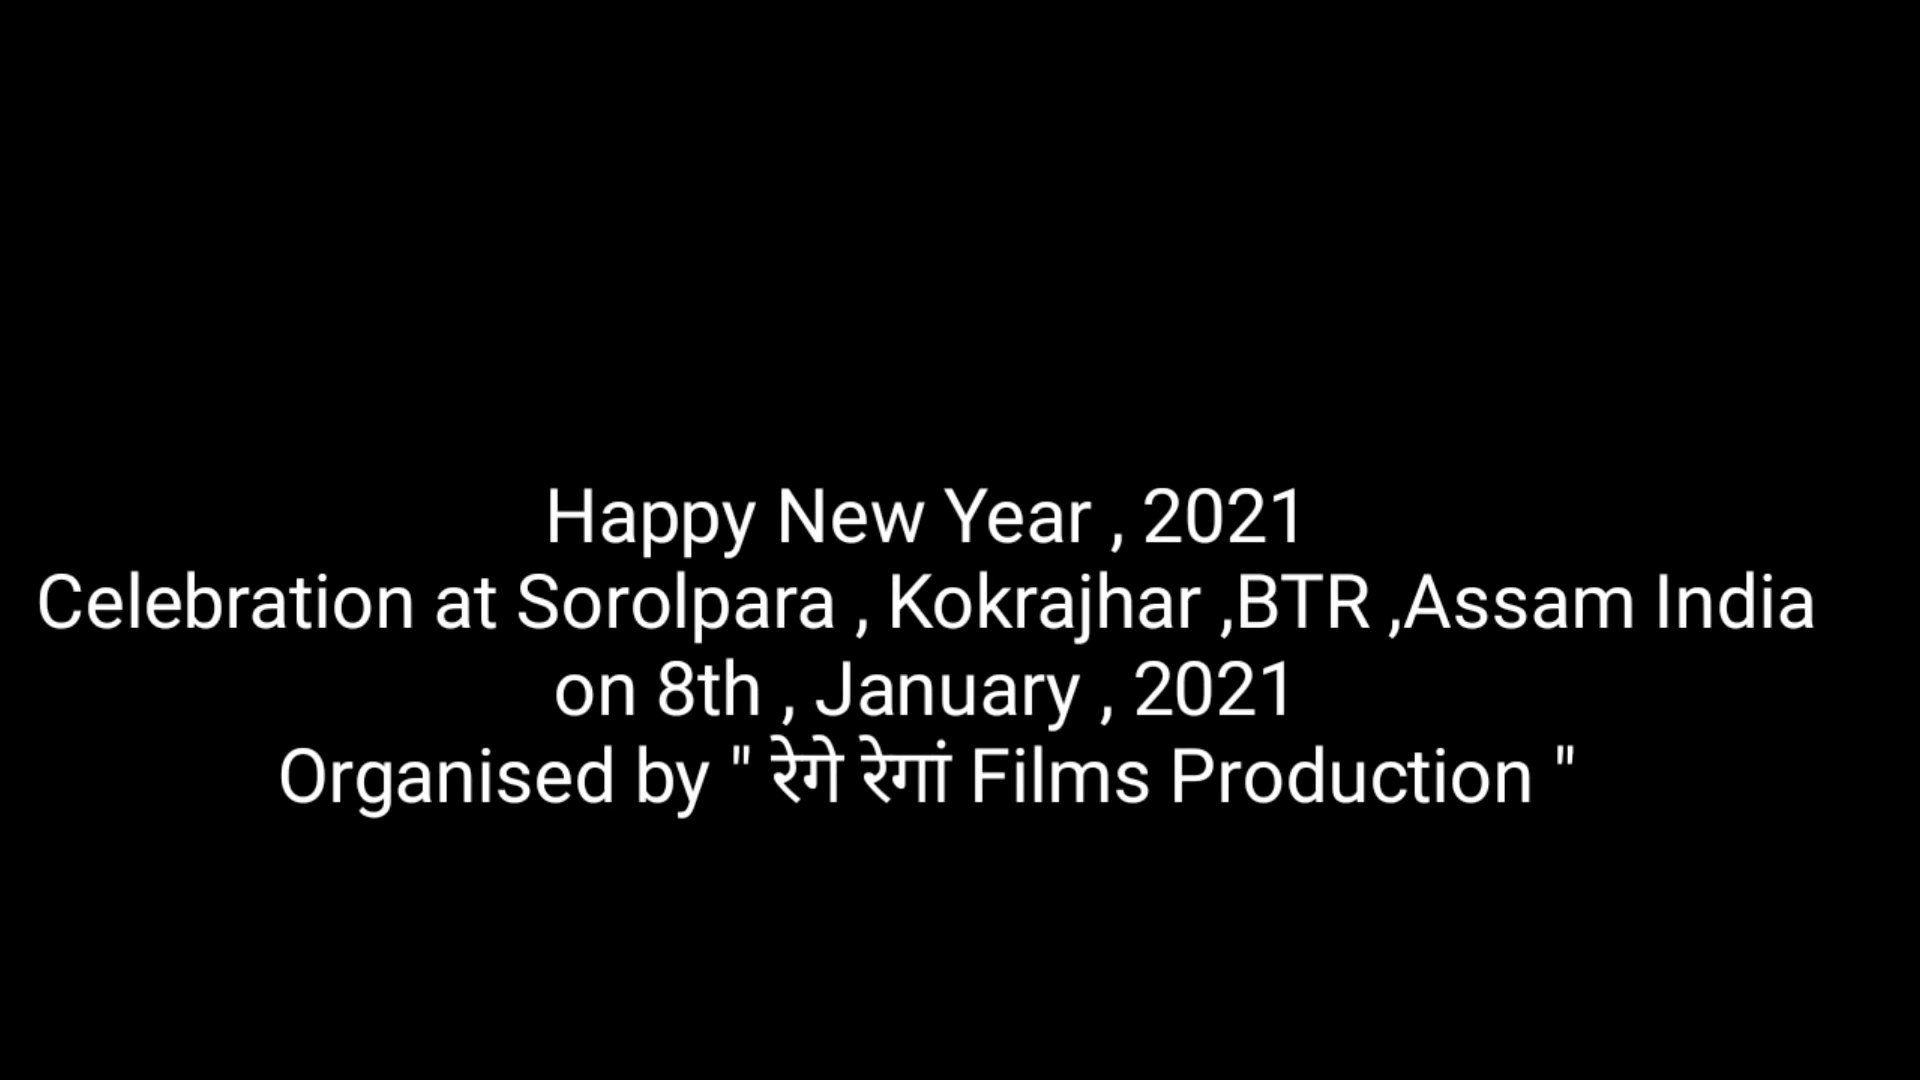 Happy New Year , 2021
Celebration at Sorolpara , Kokrajhar ,BTR ,Assam India
on 8th , January , 2021
Organised by " रेगे रेगां Films Production "